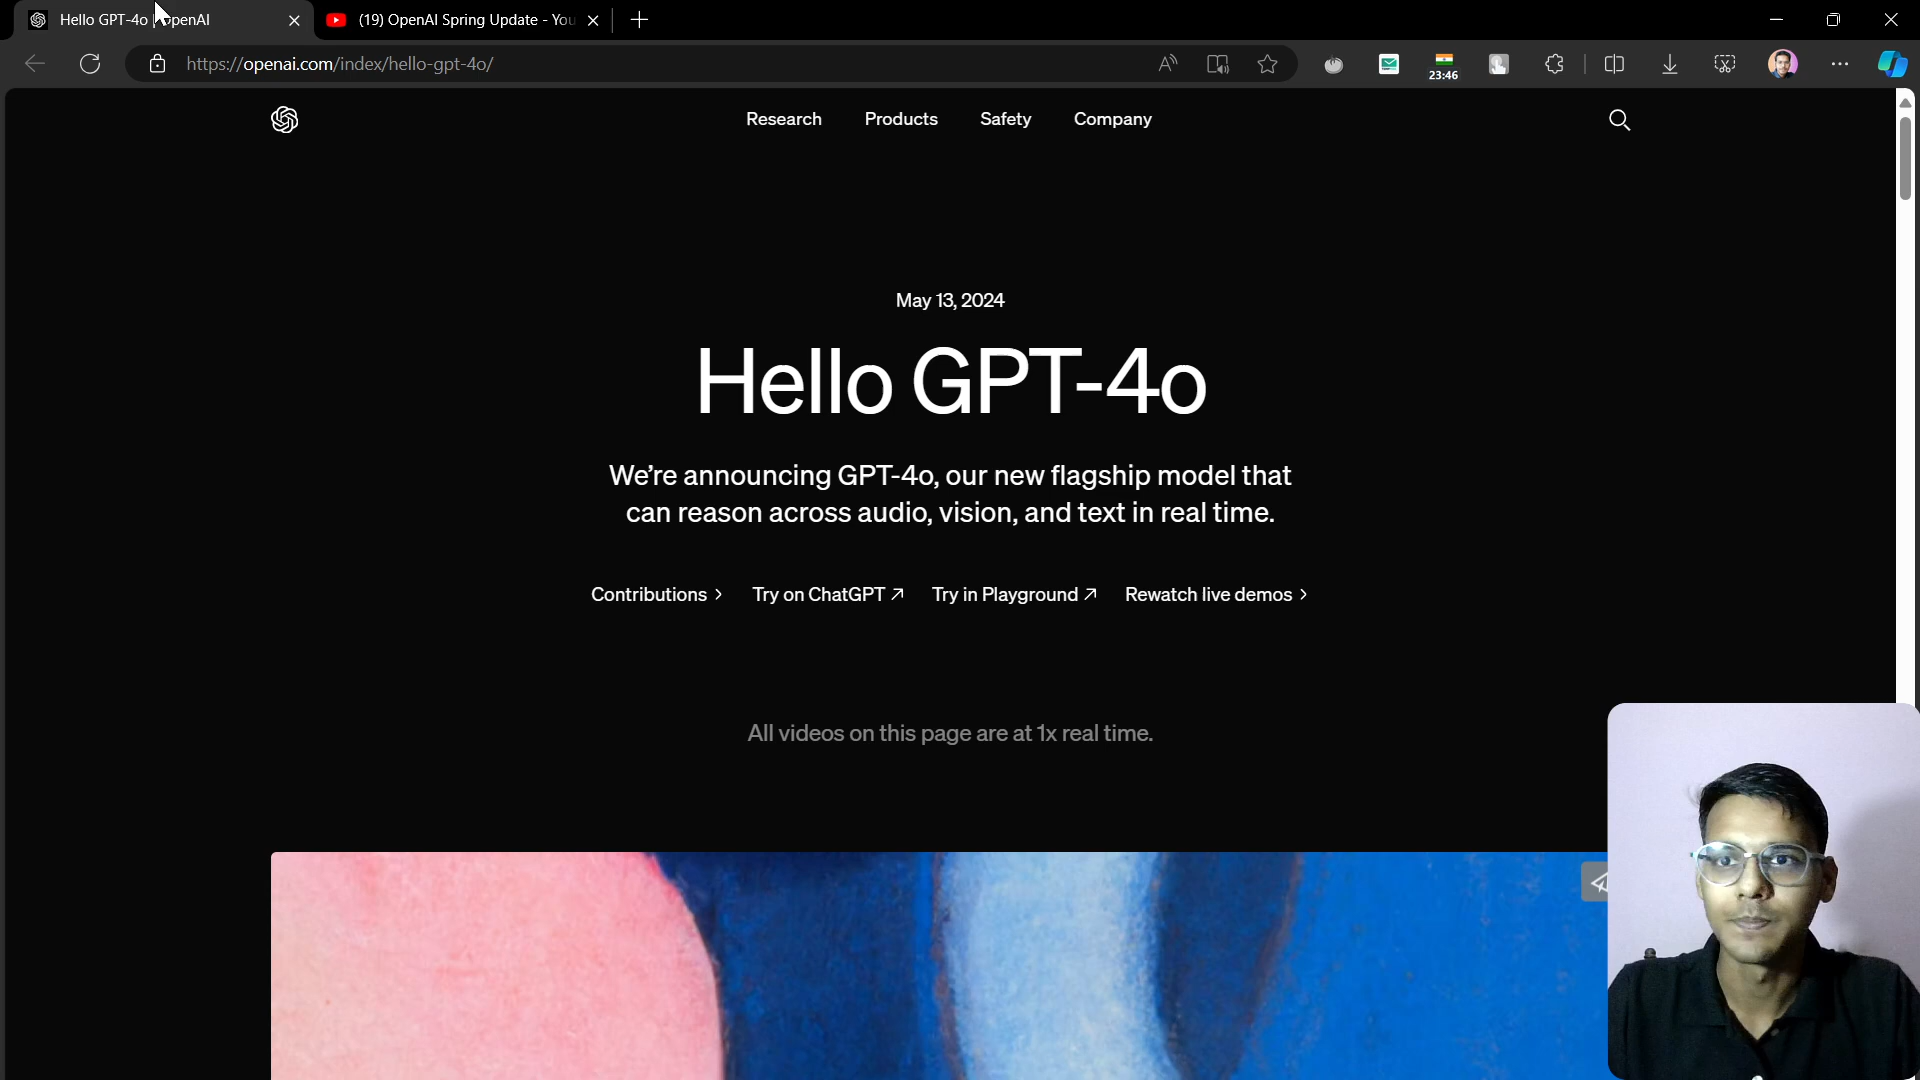 Hello GPT-4o | OpenAI
(19) OpenAI Spring Update - You
https://openai.com/index/hello-gpt-4o/
23:46
Research Products Safety Company
May 13, 2024
Hello GPT-4o
We’re announcing GPT-4o, our new flagship model that
can reason across audio, vision, and text in real time.
Contributions > Try on ChatGPT ↗ Try in Playground ↗ Rewatch live demos >
All videos on this page are at 1x real time.